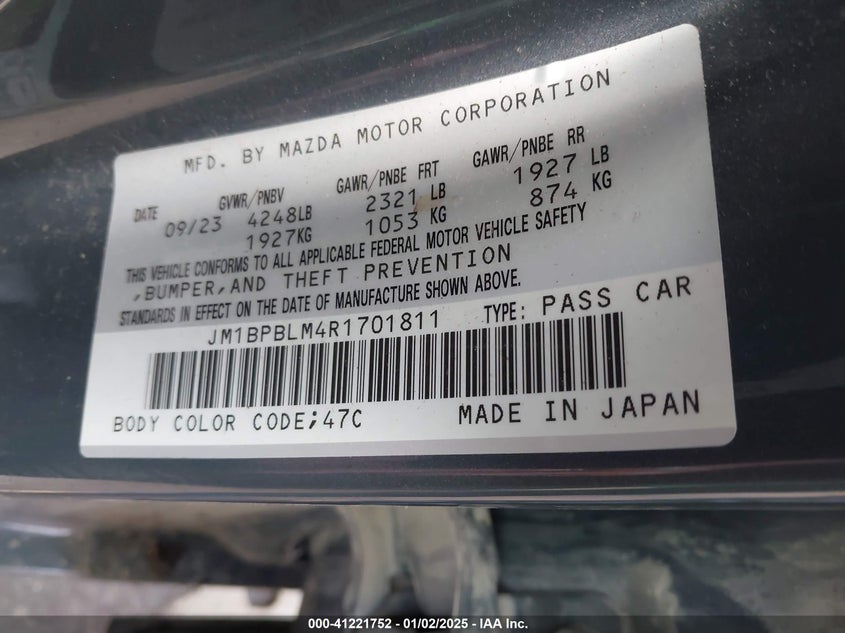 MFD. BY MAZDA MOTOR CORPORATION
DATE 09/23 GVWR/PNBV GAWR/PNBE FRT GAWR/PNBE RR
4248LB 2321 LB 1927 LB
1927KG 1053 KG 874 KG
THIS VEHICLE CONFORMS TO ALL APPLICABLE FEDERAL MOTOR VEHICLE SAFETY
,BUMPER,AND THEFT PREVENTION
STANDARDS IN EFFECT ON THE DATE OF MANUFACTURE SHOWN ABOVE.
JM1BPBLM4R1701811 TYPE: PASS CAR
BODY COLOR CODE;47C MADE IN JAPAN
000-41221752 - 01/02/2025 - IAA Inc.